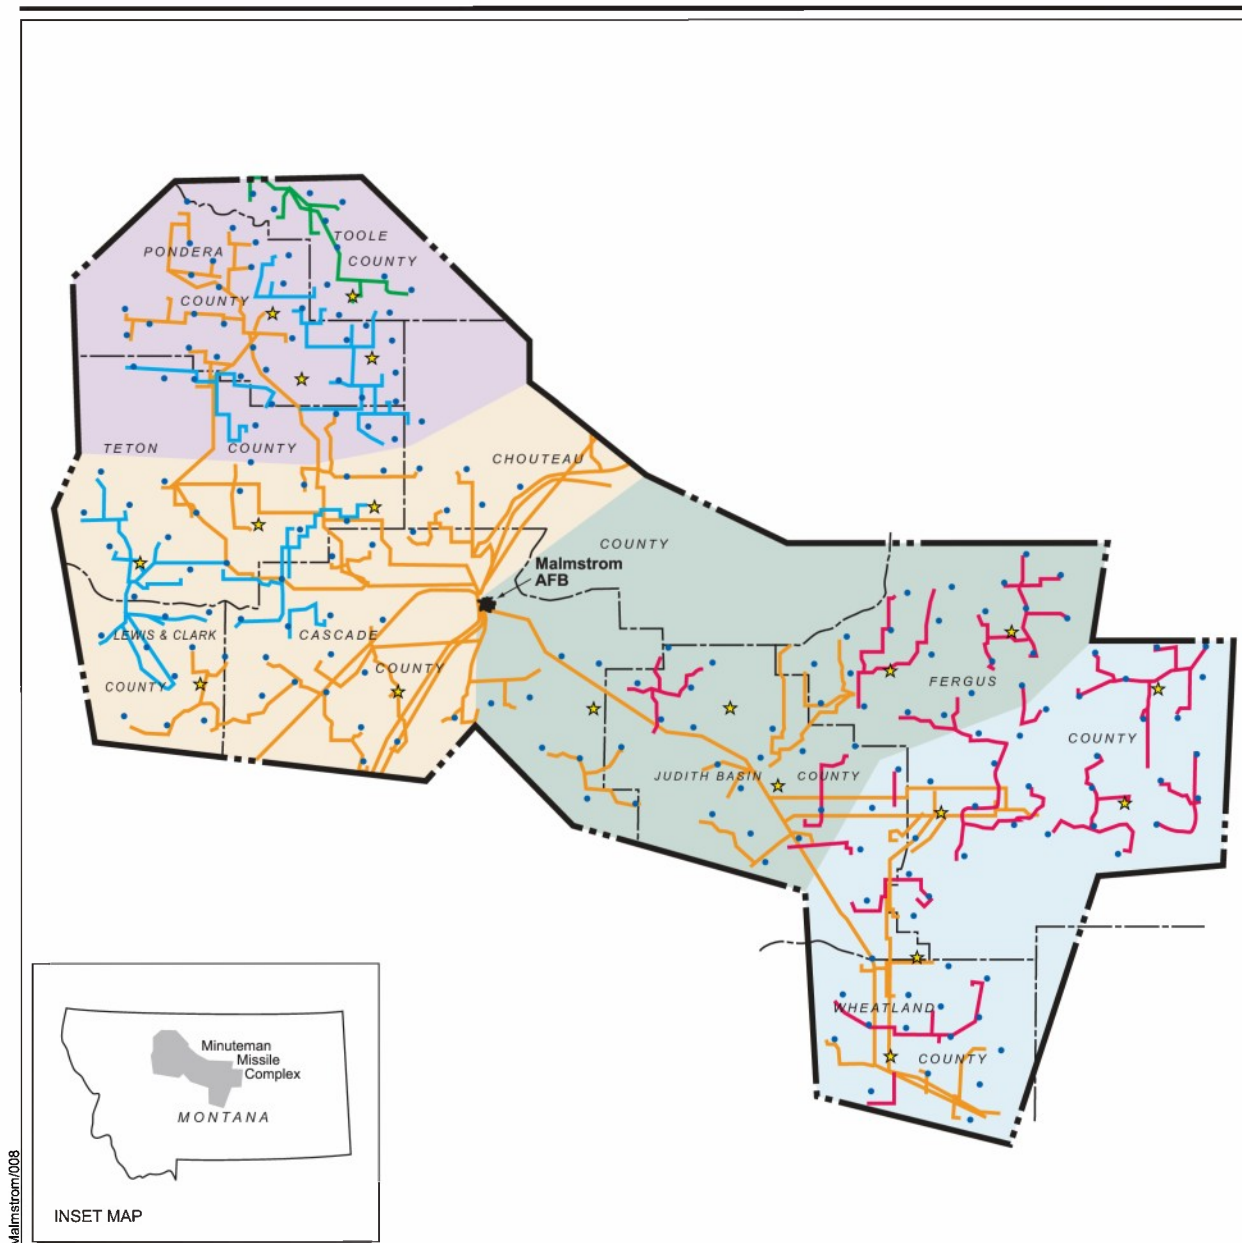 TOOLE
COUNTY
PONDERA
COUNTY
TETON
COUNTY
CHOUTEAU
COUNTY
Malmstrom
AFB
LEWIS & CLARK
COUNTY
CASCADE
COUNTY
FERGUS
COUNTY
JUDITH BASIN
COUNTY
WHEATLAND
COUNTY
Minuteman
Missile
Complex
MONTANA
INSET MAP
Malmstrom/008